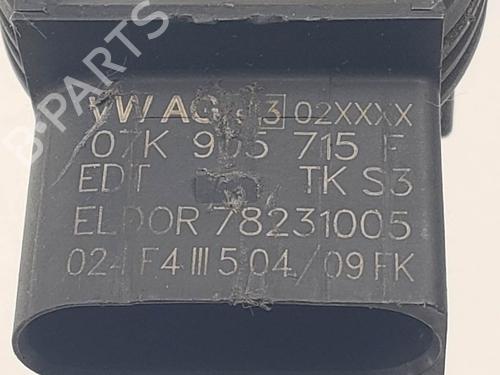 VW AG 02XXXX
07K 905 715 F
EDT TK S3
ELDOR 78231005
024 F4 III 5 04/09 FK
B-PARTS